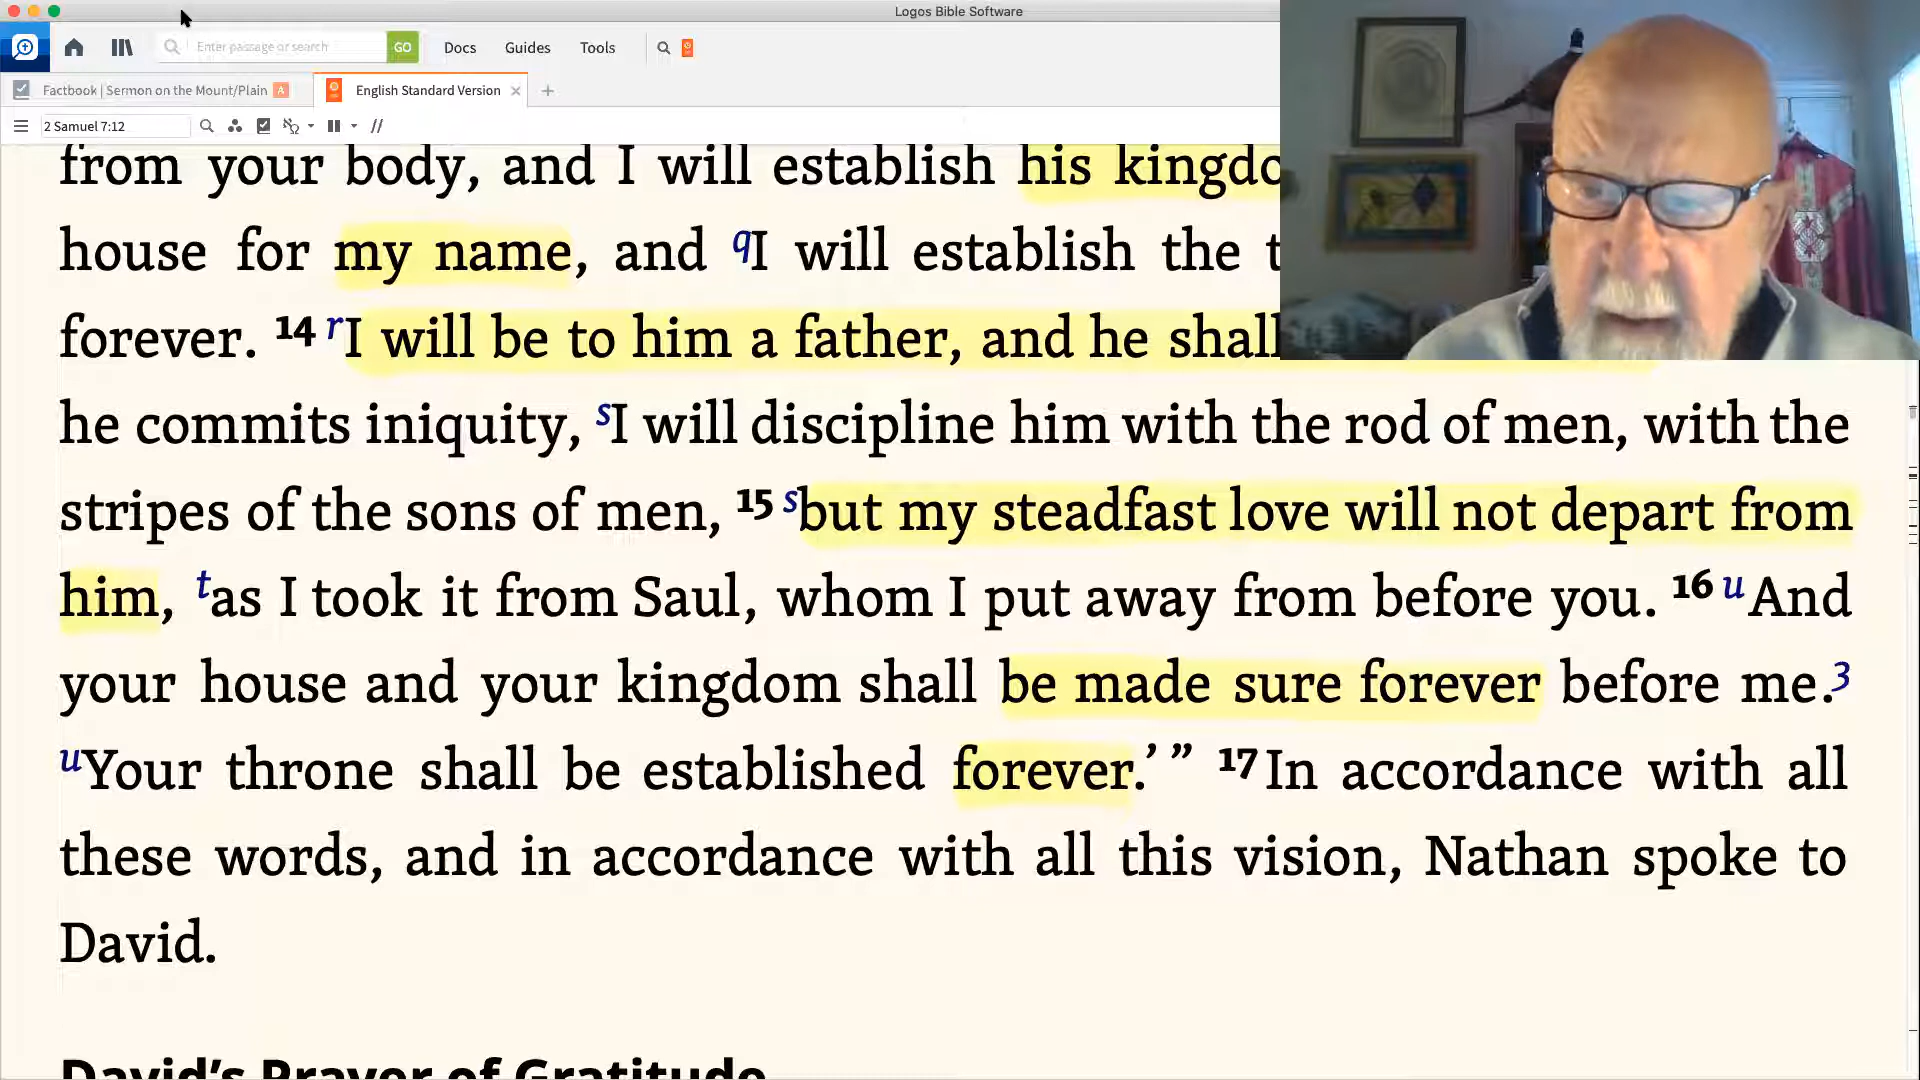 Logos Bible Software
Enter passage or search GO Docs Guides Tools
Factbook | Sermon on the Mount/Plain A English Standard Version
2 Samuel 7:12
from your body, and I will establish his kingdo
house for my name, and qI will establish the t
forever. 14 rI will be to him a father, and he shall
he commits iniquity, sI will discipline him with the rod of men, with the
stripes of the sons of men, 15 sbut my steadfast love will not depart from
him, tas I took it from Saul, whom I put away from before you. 16 uAnd
your house and your kingdom shall be made sure forever before me.3
uYour throne shall be established forever.’ ” 17 In accordance with all
these words, and in accordance with all this vision, Nathan spoke to
David.
David’s Prayer of Gratitude